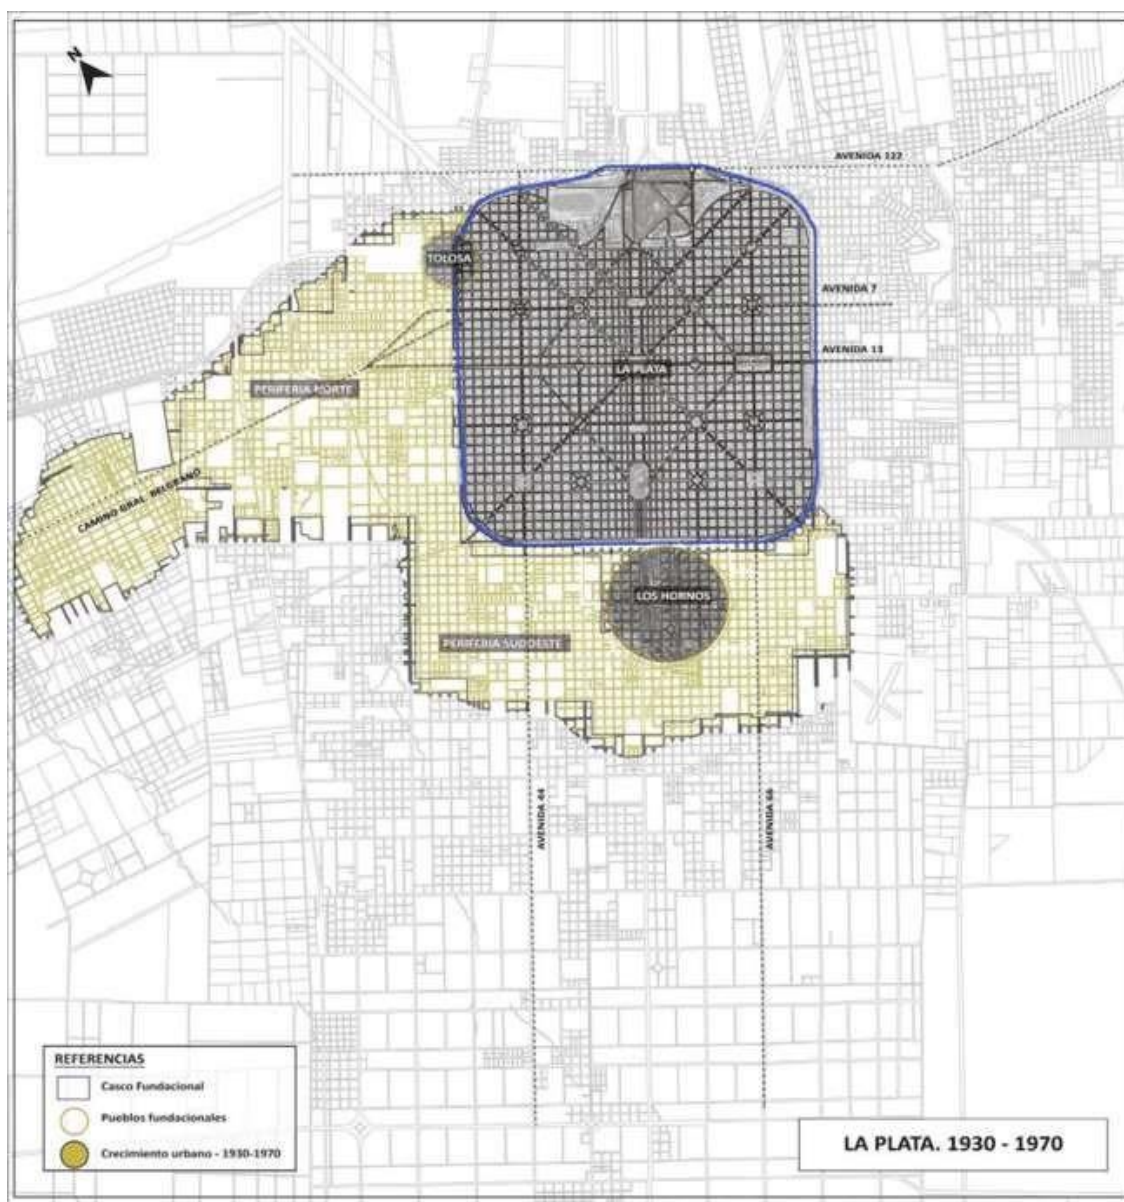 N
AVENIDA 122
TOLOSA
AVENIDA 7
AVENIDA 13
LA PLATA
PERIFERIA NORTE
CAMINO GRAL. BELGRANO
LOS HORNOS
PERIFERIA SUDOESTE
AVENIDA 44
AVENIDA 66
REFERENCIAS
Casco Fundacional
Pueblos fundacionales
Crecimiento urbano - 1930-1970
LA PLATA. 1930 - 1970